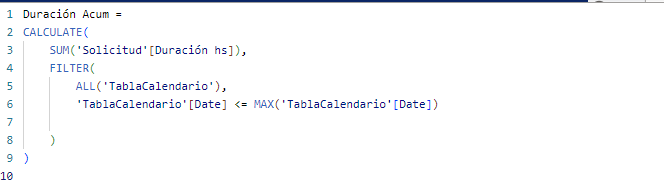 1 Duración Acum =
2 CALCULATE(
3 SUM('Solicitud'[Duración hs]),
4 FILTER(
5 ALL('TablaCalendario'),
6 'TablaCalendario'[Date] <= MAX('TablaCalendario'[Date])
7
8 )
9 )
10